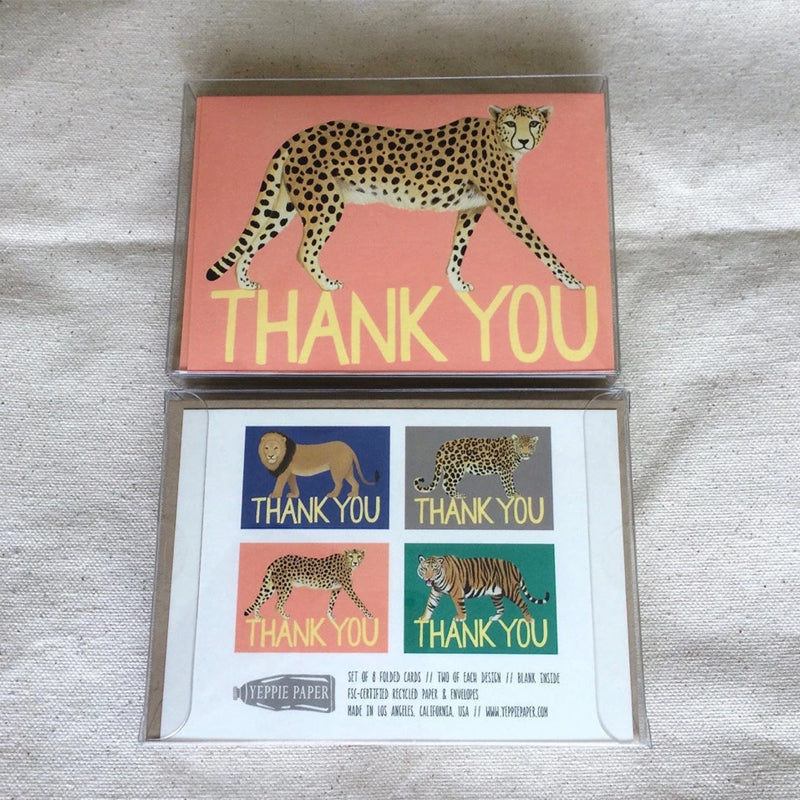 THANK YOU
THANK YOU
THANK YOU
THANK YOU
THANK YOU
YEPPIE PAPER
SET OF 8 FOLDED CARDS // TWO OF EACH DESIGN // BLANK INSIDE
FSC-CERTIFIED RECYCLED PAPER & ENVELOPES
MADE IN LOS ANGELES, CALIFORNIA, USA // WWW.YEPPIEPAPER.COM